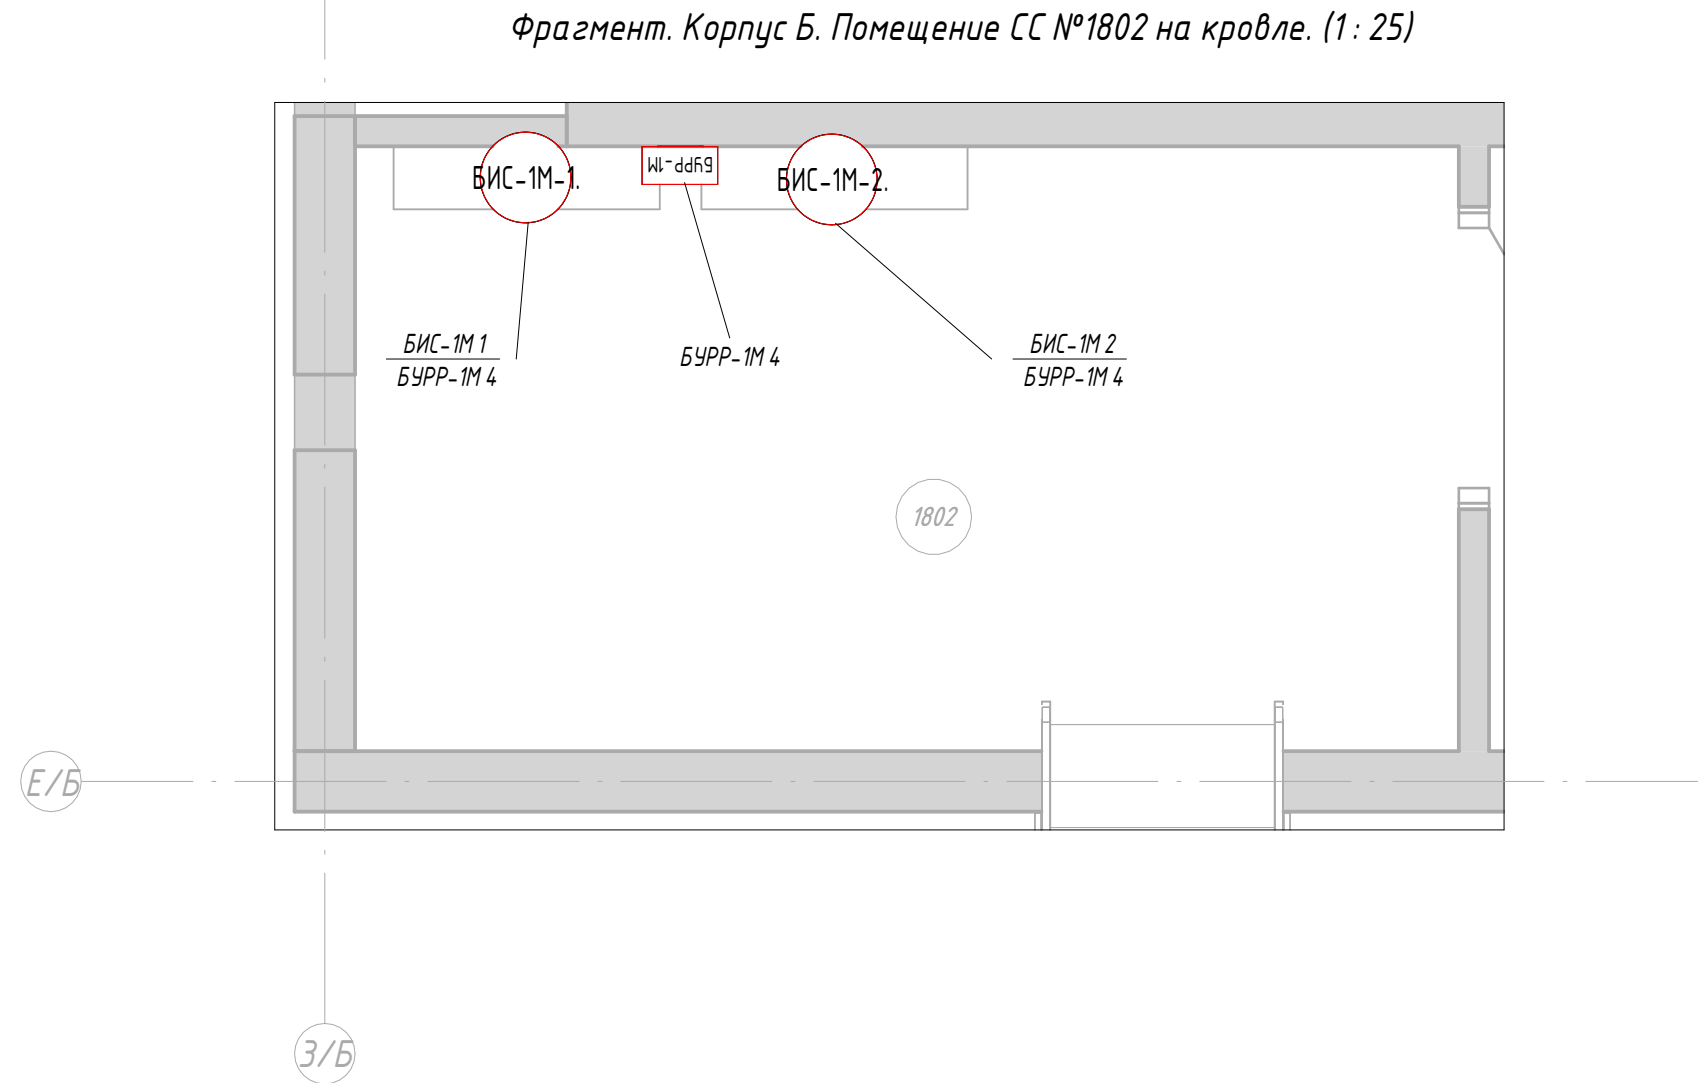 Фрагмент. Корпус Б. Помещение СС №1802 на кровле. (1 : 25)
БИС-1М-1.
БУРР-1М
БИС-1М-2.
БИС-1М 1
БУРР-1М 4
БУРР-1М 4
БИС-1М 2
БУРР-1М 4
1802
Е/Б
3/Б